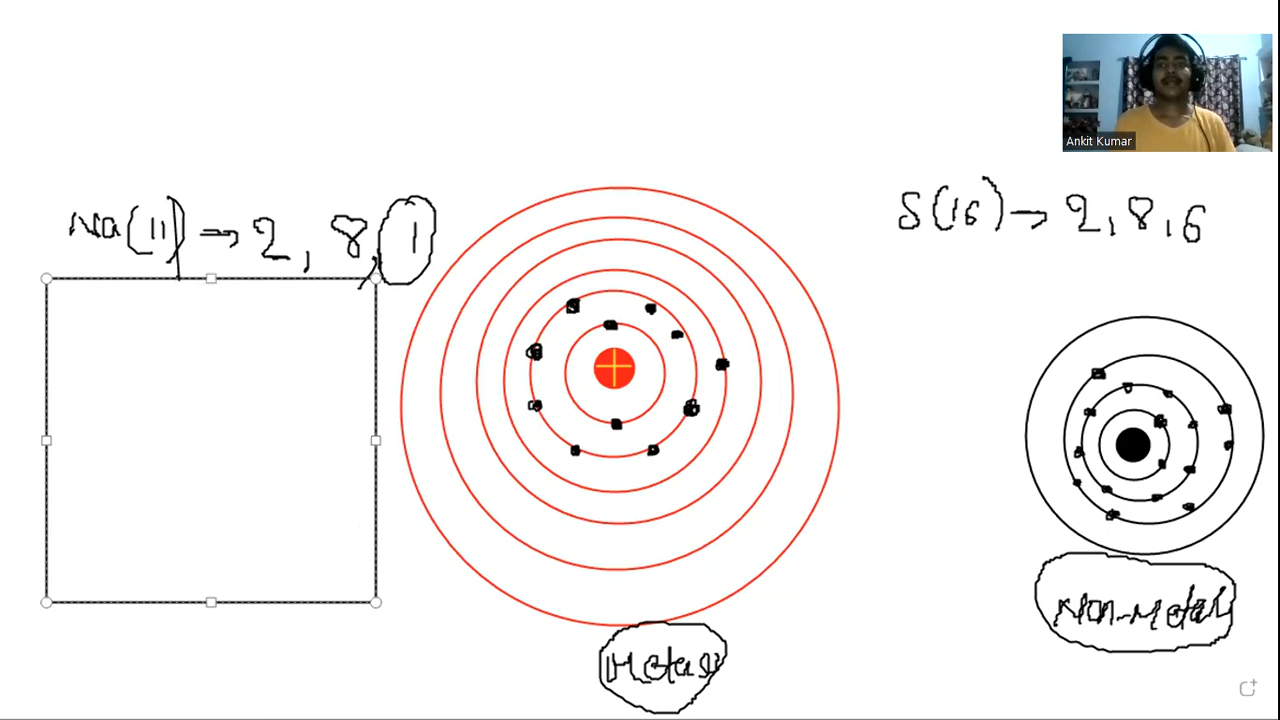 Ankit Kumar
Na(11) → 2, 8, 1
S(16) → 2, 8, 6
Non-Metal
Metal